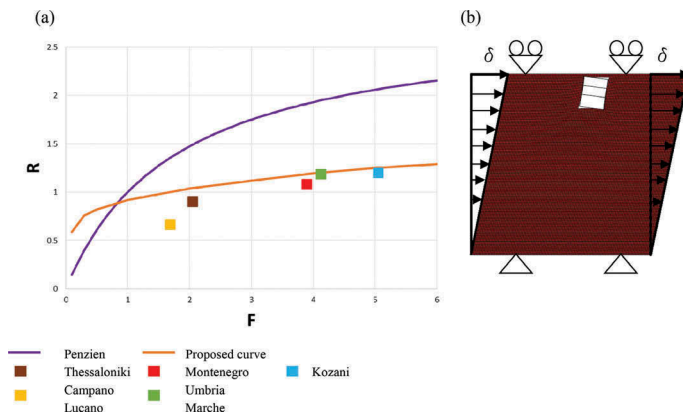 (a)
(b)
2.5
2
1.5
1
0.5
0
R
0 1 2 3 4 5 6
F
δ
δ
Penzien
Proposed curve
Thessaloniki
Montenegro
Kozani
Campano
Lucano
Umbria
Marche